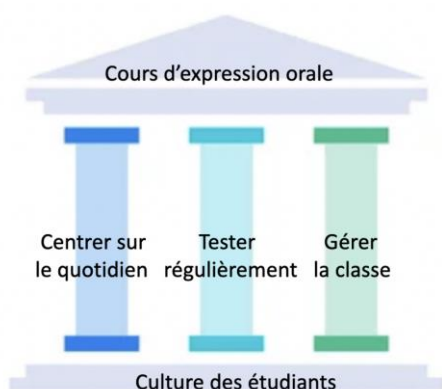 Cours d'expression orale
Centrer sur
le quotidien
Tester
régulièrement
Gérer
la classe
Culture des étudiants